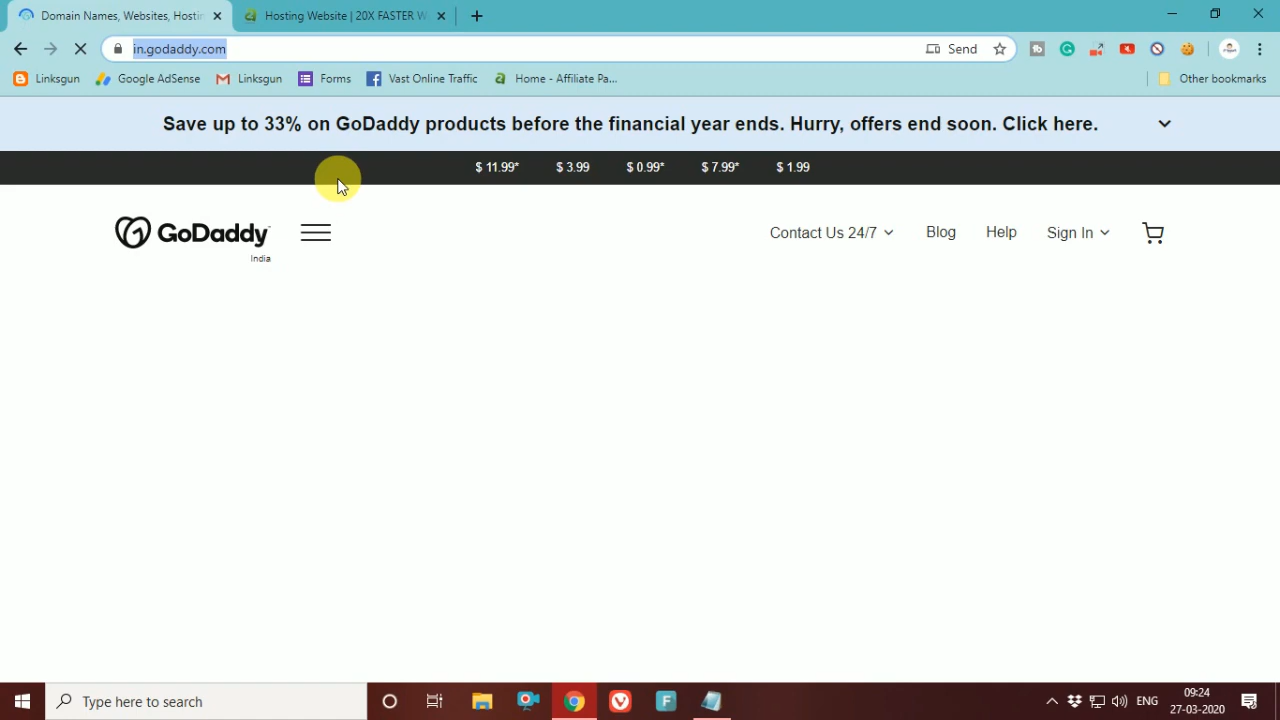 Domain Names, Websites, Hostin
Hosting Website | 20X FASTER W
in.godaddy.com
Send
Linksgun
Google AdSense
Linksgun
Forms
Vast Online Traffic
Home - Affiliate Pa...
Other bookmarks
Save up to 33% on GoDaddy products before the financial year ends. Hurry, offers end soon. Click here.
$ 11.99* $ 3.99 $ 0.99* $ 7.99* $ 1.99
GoDaddy
India
Contact Us 24/7
Blog
Help
Sign In
Type here to search
ENG
09:24
27-03-2020